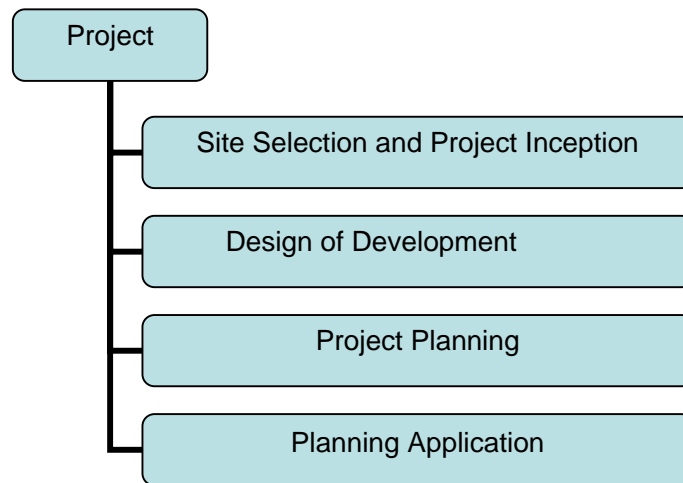 Project
Site Selection and Project Inception
Design of Development
Project Planning
Planning Application